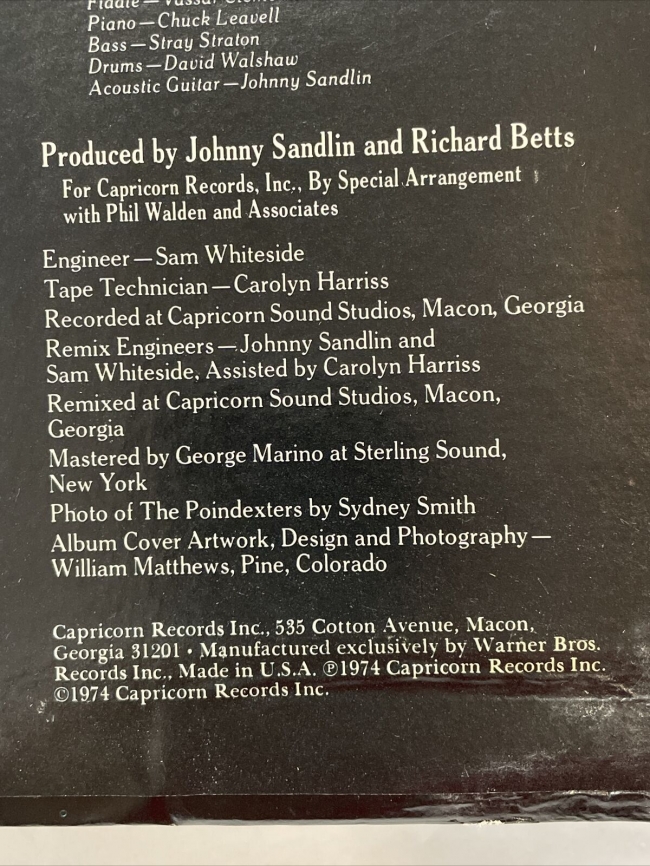 Fiddle—Vassar
Piano—Chuck Leavell
Bass—Stray Straton
Drums—David Walshaw
Acoustic Guitar—Johnny Sandlin
Produced by Johnny Sandlin and Richard Betts
For Capricorn Records, Inc., By Special Arrangement
with Phil Walden and Associates
Engineer—Sam Whiteside
Tape Technician—Carolyn Harriss
Recorded at Capricorn Sound Studios, Macon, Georgia
Remix Engineers—Johnny Sandlin and
Sam Whiteside, Assisted by Carolyn Harriss
Remixed at Capricorn Sound Studios, Macon,
Georgia
Mastered by George Marino at Sterling Sound,
New York
Photo of The Poindexters by Sydney Smith
Album Cover Artwork, Design and Photography—
William Matthews, Pine, Colorado
Capricorn Records Inc., 535 Cotton Avenue, Macon,
Georgia 31201 • Manufactured exclusively by Warner Bros.
Records Inc., Made in U.S.A. ℗1974 Capricorn Records Inc.
©1974 Capricorn Records Inc.